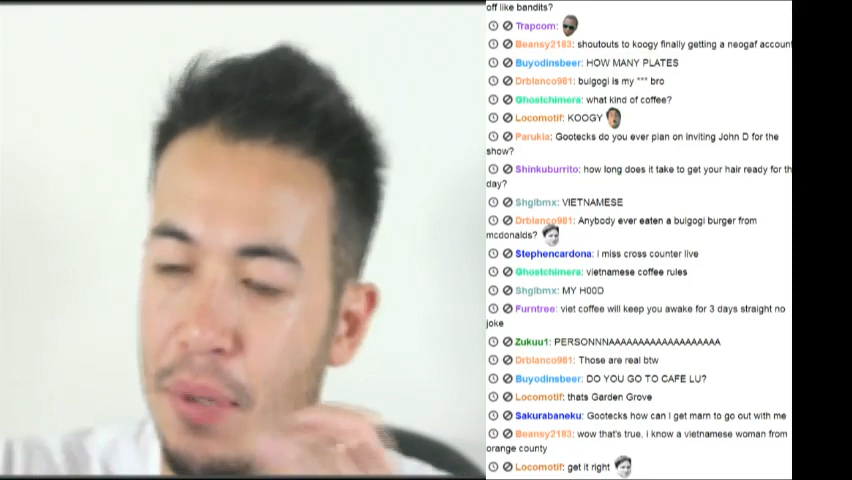 off like bandits?
Trapcom:
Beansy2183: shoutouts to koogy finally getting a neogaf account
Buyodinsbeer: HOW MANY PLATES
Drblanco981: bulgogi is my *** bro
Ghostchimera: what kind of coffee?
Locomotif: KOOGY
Parukia: Gootecks do you ever plan on inviting John D for the
show?
Shinkuburrito: how long does it take to get your hair ready for th
day?
Shgibmx: VIETNAMESE
Drblanco981: Anybody ever eaten a bulgogi burger from
mcdonalds?
Stephencardona: I miss cross counter live
Ghostchimera: vietnamese coffee rules
Shgibmx: MY H00D
Furntree: viet coffee will keep you awake for 3 days straight no
joke
Zukuu1: PERSONNNAAAAAAAAAAAAAAAAAAA
Drblanco981: Those are real btw
Buyodinsbeer: DO YOU GO TO CAFE LU?
Locomotif: thats Garden Grove
Sakurabaneku: Gootecks how can I get marn to go out with me
Beansy2183: wow that's true, i know a vietnamese woman from
orange county
Locomotif: get it right